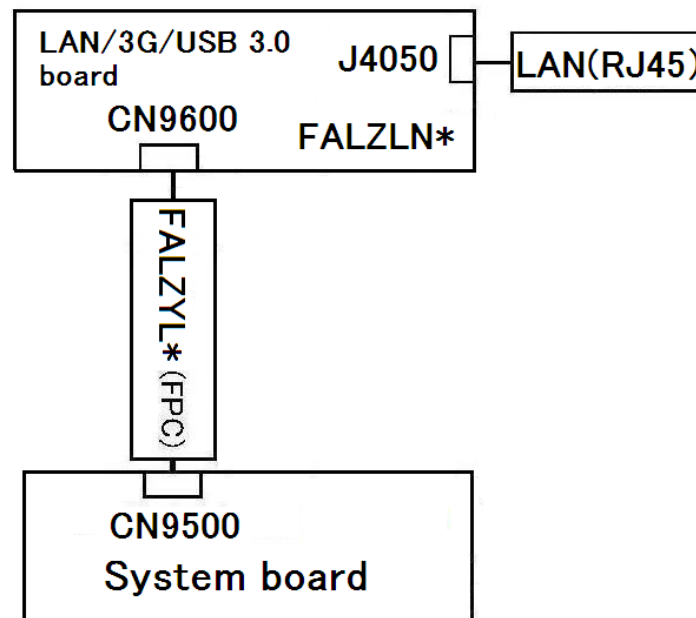 LAN/3G/USB 3.0
board
J4050
LAN(RJ45)
CN9600
FALZLN*
FALZYL*(FPC)
CN9500
System board